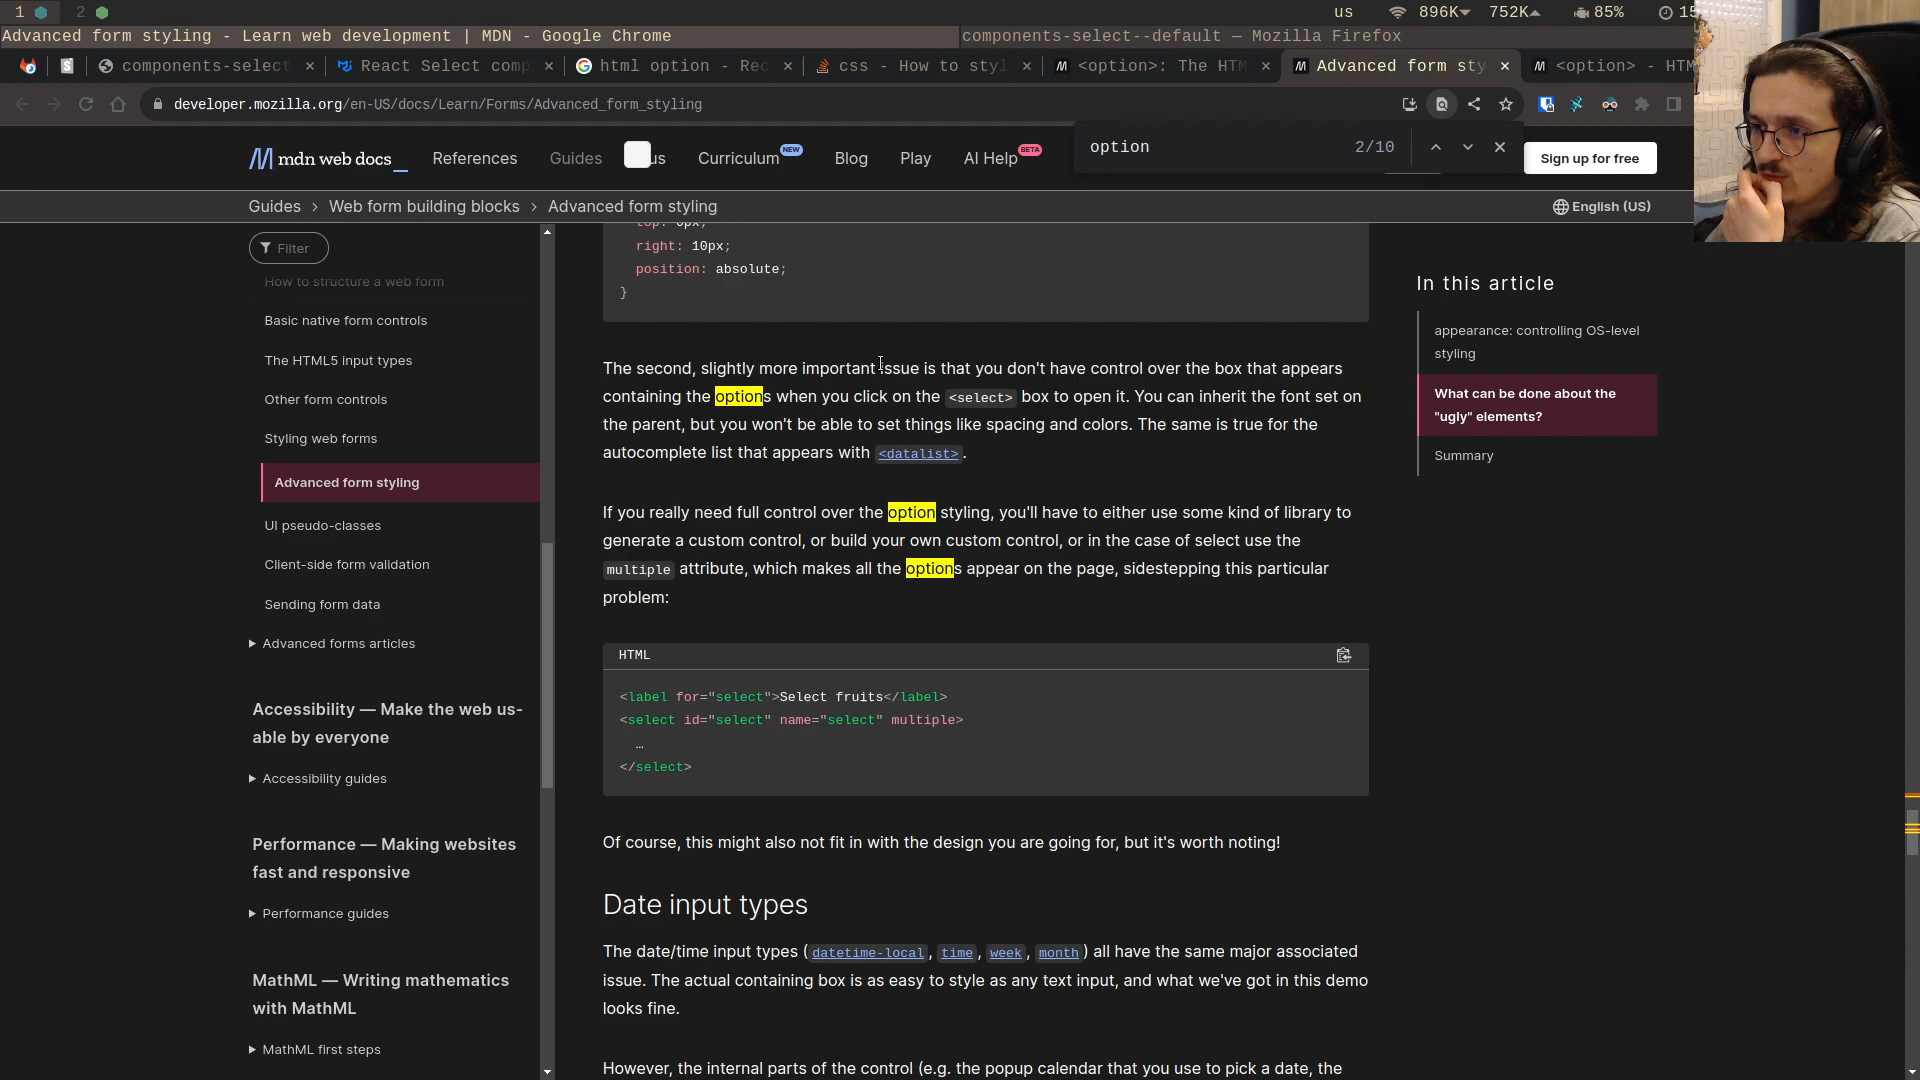 1 2 us 896K 752K 85% 15
Advanced form styling - Learn web development | MDN - Google Chrome
components-select--default — Mozilla Firefox
components-select
React Select comp
html option - Rec
css - How to styl
<option>: The HTM
Advanced form sty
<option> - HTM
developer.mozilla.org/en-US/docs/Learn/Forms/Advanced_form_styling
option 2/10
mdn web docs_
References
Guides
us
Curriculum NEW
Blog
Play
AI Help BETA
Sign up for free
Guides > Web form building blocks > Advanced form styling
English (US)
Filter
How to structure a web form
Basic native form controls
The HTML5 input types
Other form controls
Styling web forms
Advanced form styling
UI pseudo-classes
Client-side form validation
Sending form data
Advanced forms articles
Accessibility — Make the web us-
able by everyone
Accessibility guides
Performance — Making websites
fast and responsive
Performance guides
MathML — Writing mathematics
with MathML
MathML first steps
top: 0px;
right: 10px;
position: absolute;
}
The second, slightly more important issue is that you don't have control over the box that appears
containing the options when you click on the <select> box to open it. You can inherit the font set on
the parent, but you won't be able to set things like spacing and colors. The same is true for the
autocomplete list that appears with <datalist>.
If you really need full control over the option styling, you'll have to either use some kind of library to
generate a custom control, or build your own custom control, or in the case of select use the
multiple attribute, which makes all the options appear on the page, sidestepping this particular
problem:
HTML
<label for="select">Select fruits</label>
<select id="select" name="select" multiple>
…
</select>
Of course, this might also not fit in with the design you are going for, but it's worth noting!
Date input types
The date/time input types (datetime-local, time, week, month) all have the same major associated
issue. The actual containing box is as easy to style as any text input, and what we've got in this demo
looks fine.
However, the internal parts of the control (e.g. the popup calendar that you use to pick a date, the
In this article
appearance: controlling OS-level
styling
What can be done about the
"ugly" elements?
Summary